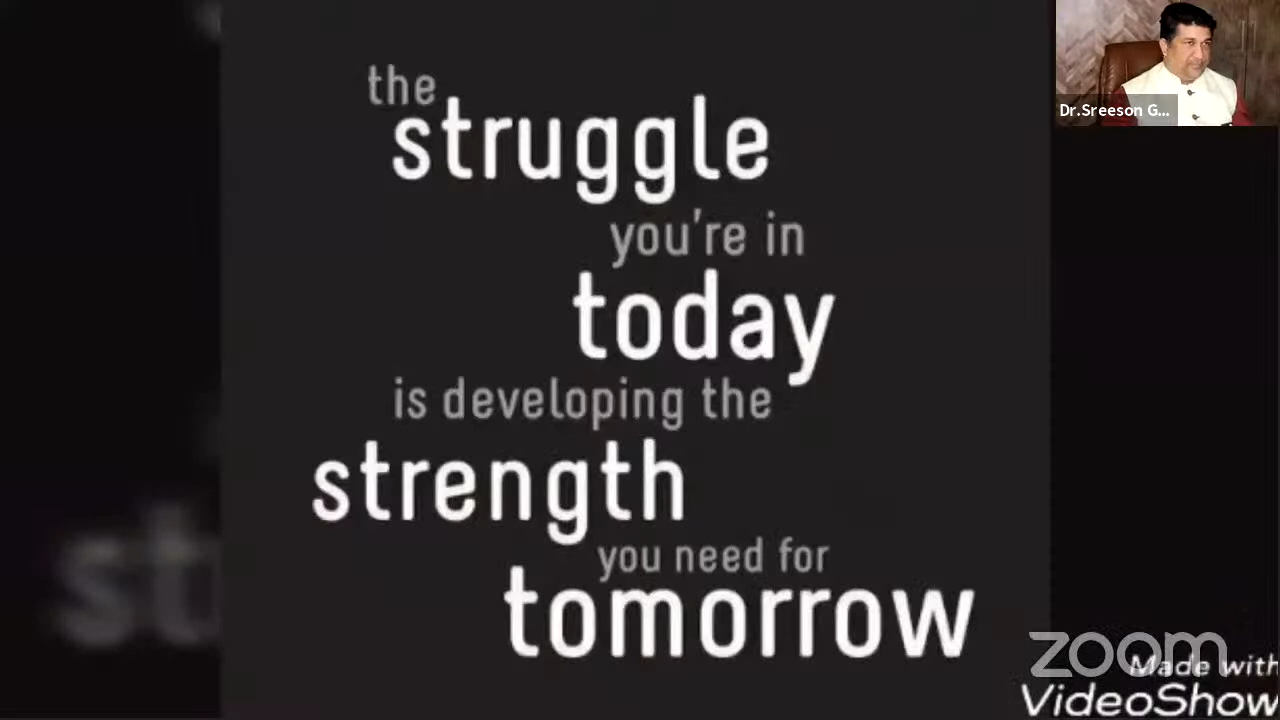 the
struggle
you're in
today
is developing the
strength
you need for
tomorrow
Dr.Sreeson G...
zoom
Made with
VideoShow
st